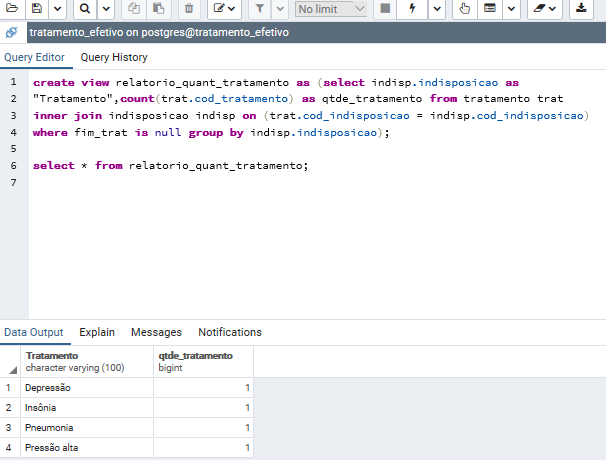 No limit
tratamento_efetivo on postgres@tratamento_efetivo
Query Editor Query History
1 create view relatorio_quant_tratamento as (select indisp.indisposicao as
2 "Tratamento",count(trat.cod_tratamento) as qtde_tratamento from tratamento trat
3 inner join indisposicao indisp on (trat.cod_indisposicao = indisp.cod_indisposicao)
4 where fim_trat is null group by indisp.indisposicao);
5
6 select * from relatorio_quant_tratamento;
7
Data Output Explain Messages Notifications
Tratamento qtde_tratamento
character varying (100) bigint
1 Depressão 1
2 Insônia 1
3 Pneumonia 1
4 Pressão alta 1